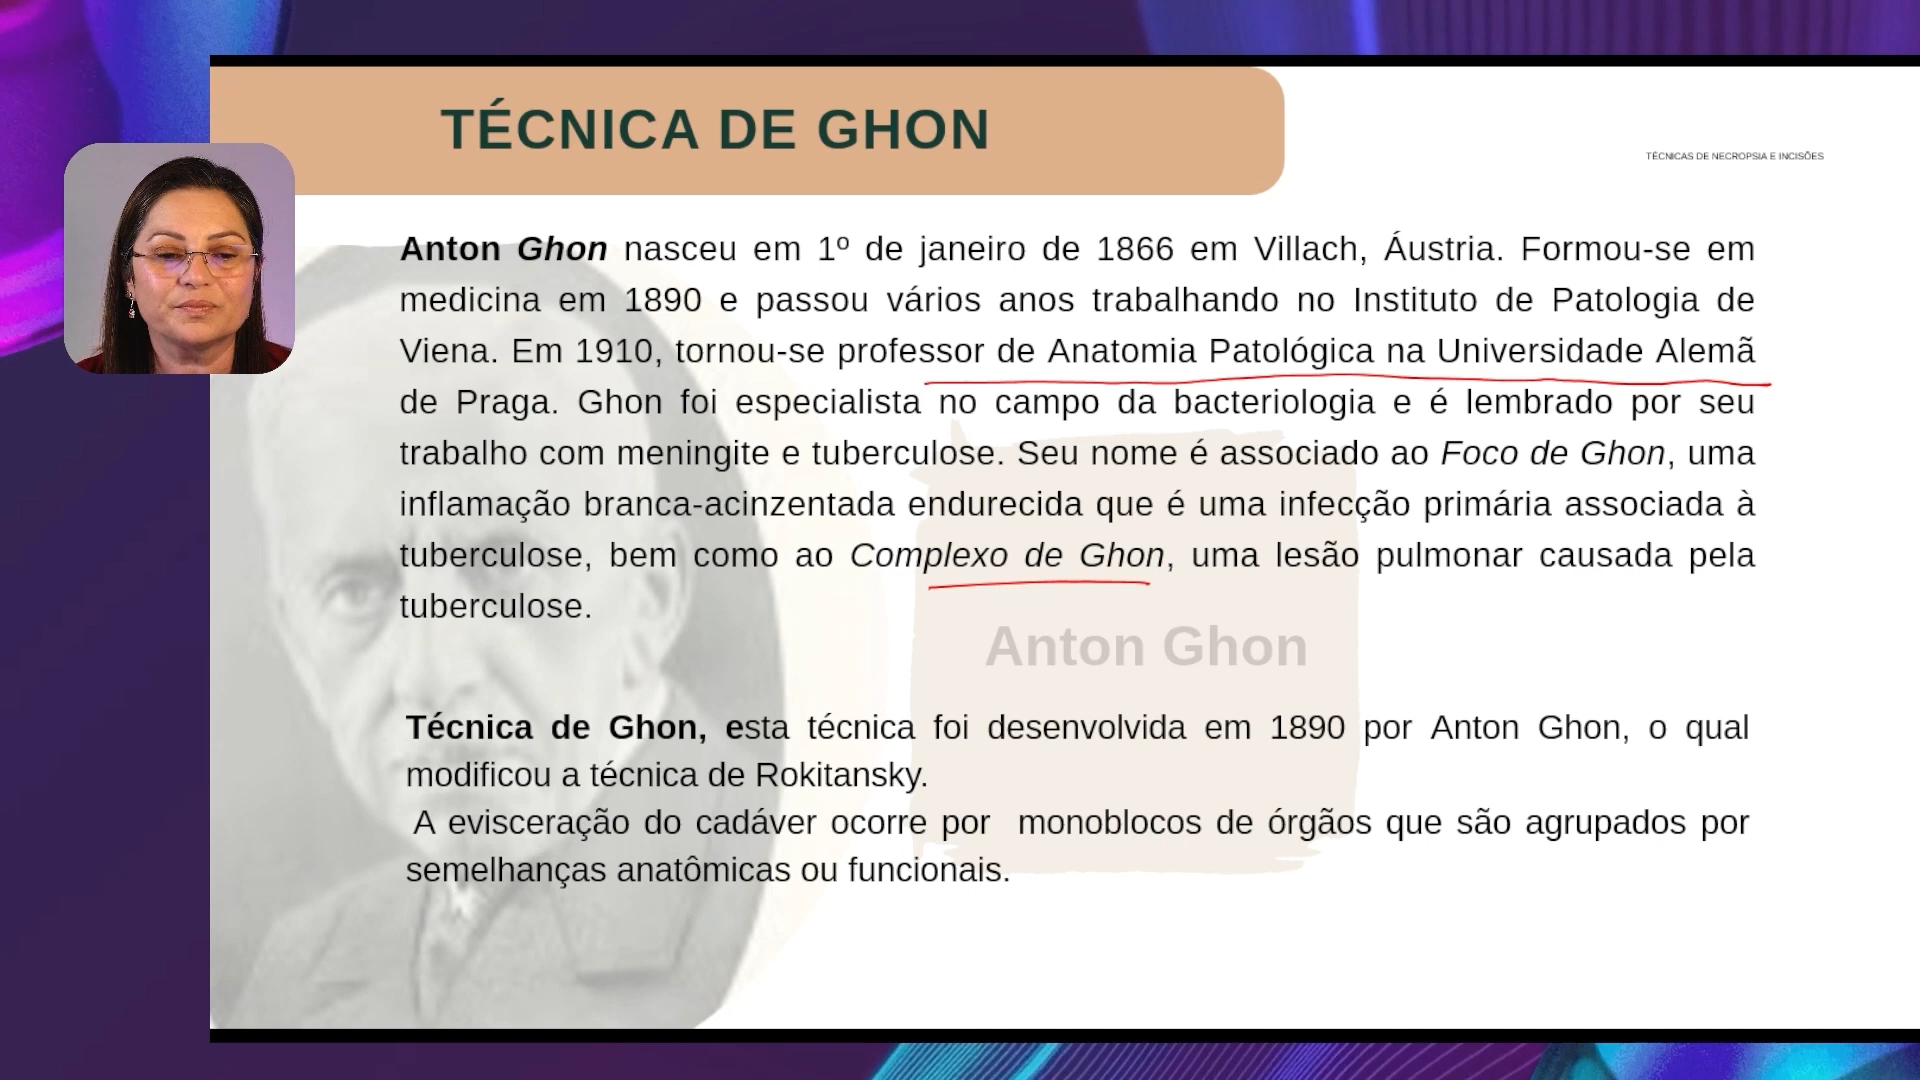 TÉCNICA DE GHON
TÉCNICAS DE NECROPSIA E INCISÕES
Anton Ghon nasceu em 1º de janeiro de 1866 em Villach, Áustria. Formou-se em
medicina em 1890 e passou vários anos trabalhando no Instituto de Patologia de
Viena. Em 1910, tornou-se professor de Anatomia Patológica na Universidade Alemã
de Praga. Ghon foi especialista no campo da bacteriologia e é lembrado por seu
trabalho com meningite e tuberculose. Seu nome é associado ao Foco de Ghon, uma
inflamação branca-acinzentada endurecida que é uma infecção primária associada à
tuberculose, bem como ao Complexo de Ghon, uma lesão pulmonar causada pela
tuberculose.
Anton Ghon
Técnica de Ghon, esta técnica foi desenvolvida em 1890 por Anton Ghon, o qual
modificou a técnica de Rokitansky.
A evisceração do cadáver ocorre por monoblocos de órgãos que são agrupados por
semelhanças anatômicas ou funcionais.